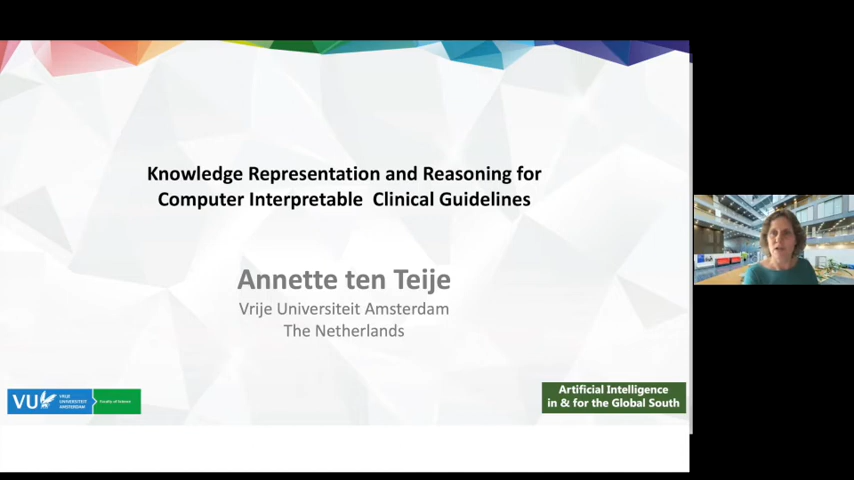 Knowledge Representation and Reasoning for
Computer Interpretable Clinical Guidelines
Annette ten Teije
Vrije Universiteit Amsterdam
The Netherlands
VU
VRIJE
UNIVERSITEIT
AMSTERDAM
Faculty of Science
Artificial Intelligence
in & for the Global South